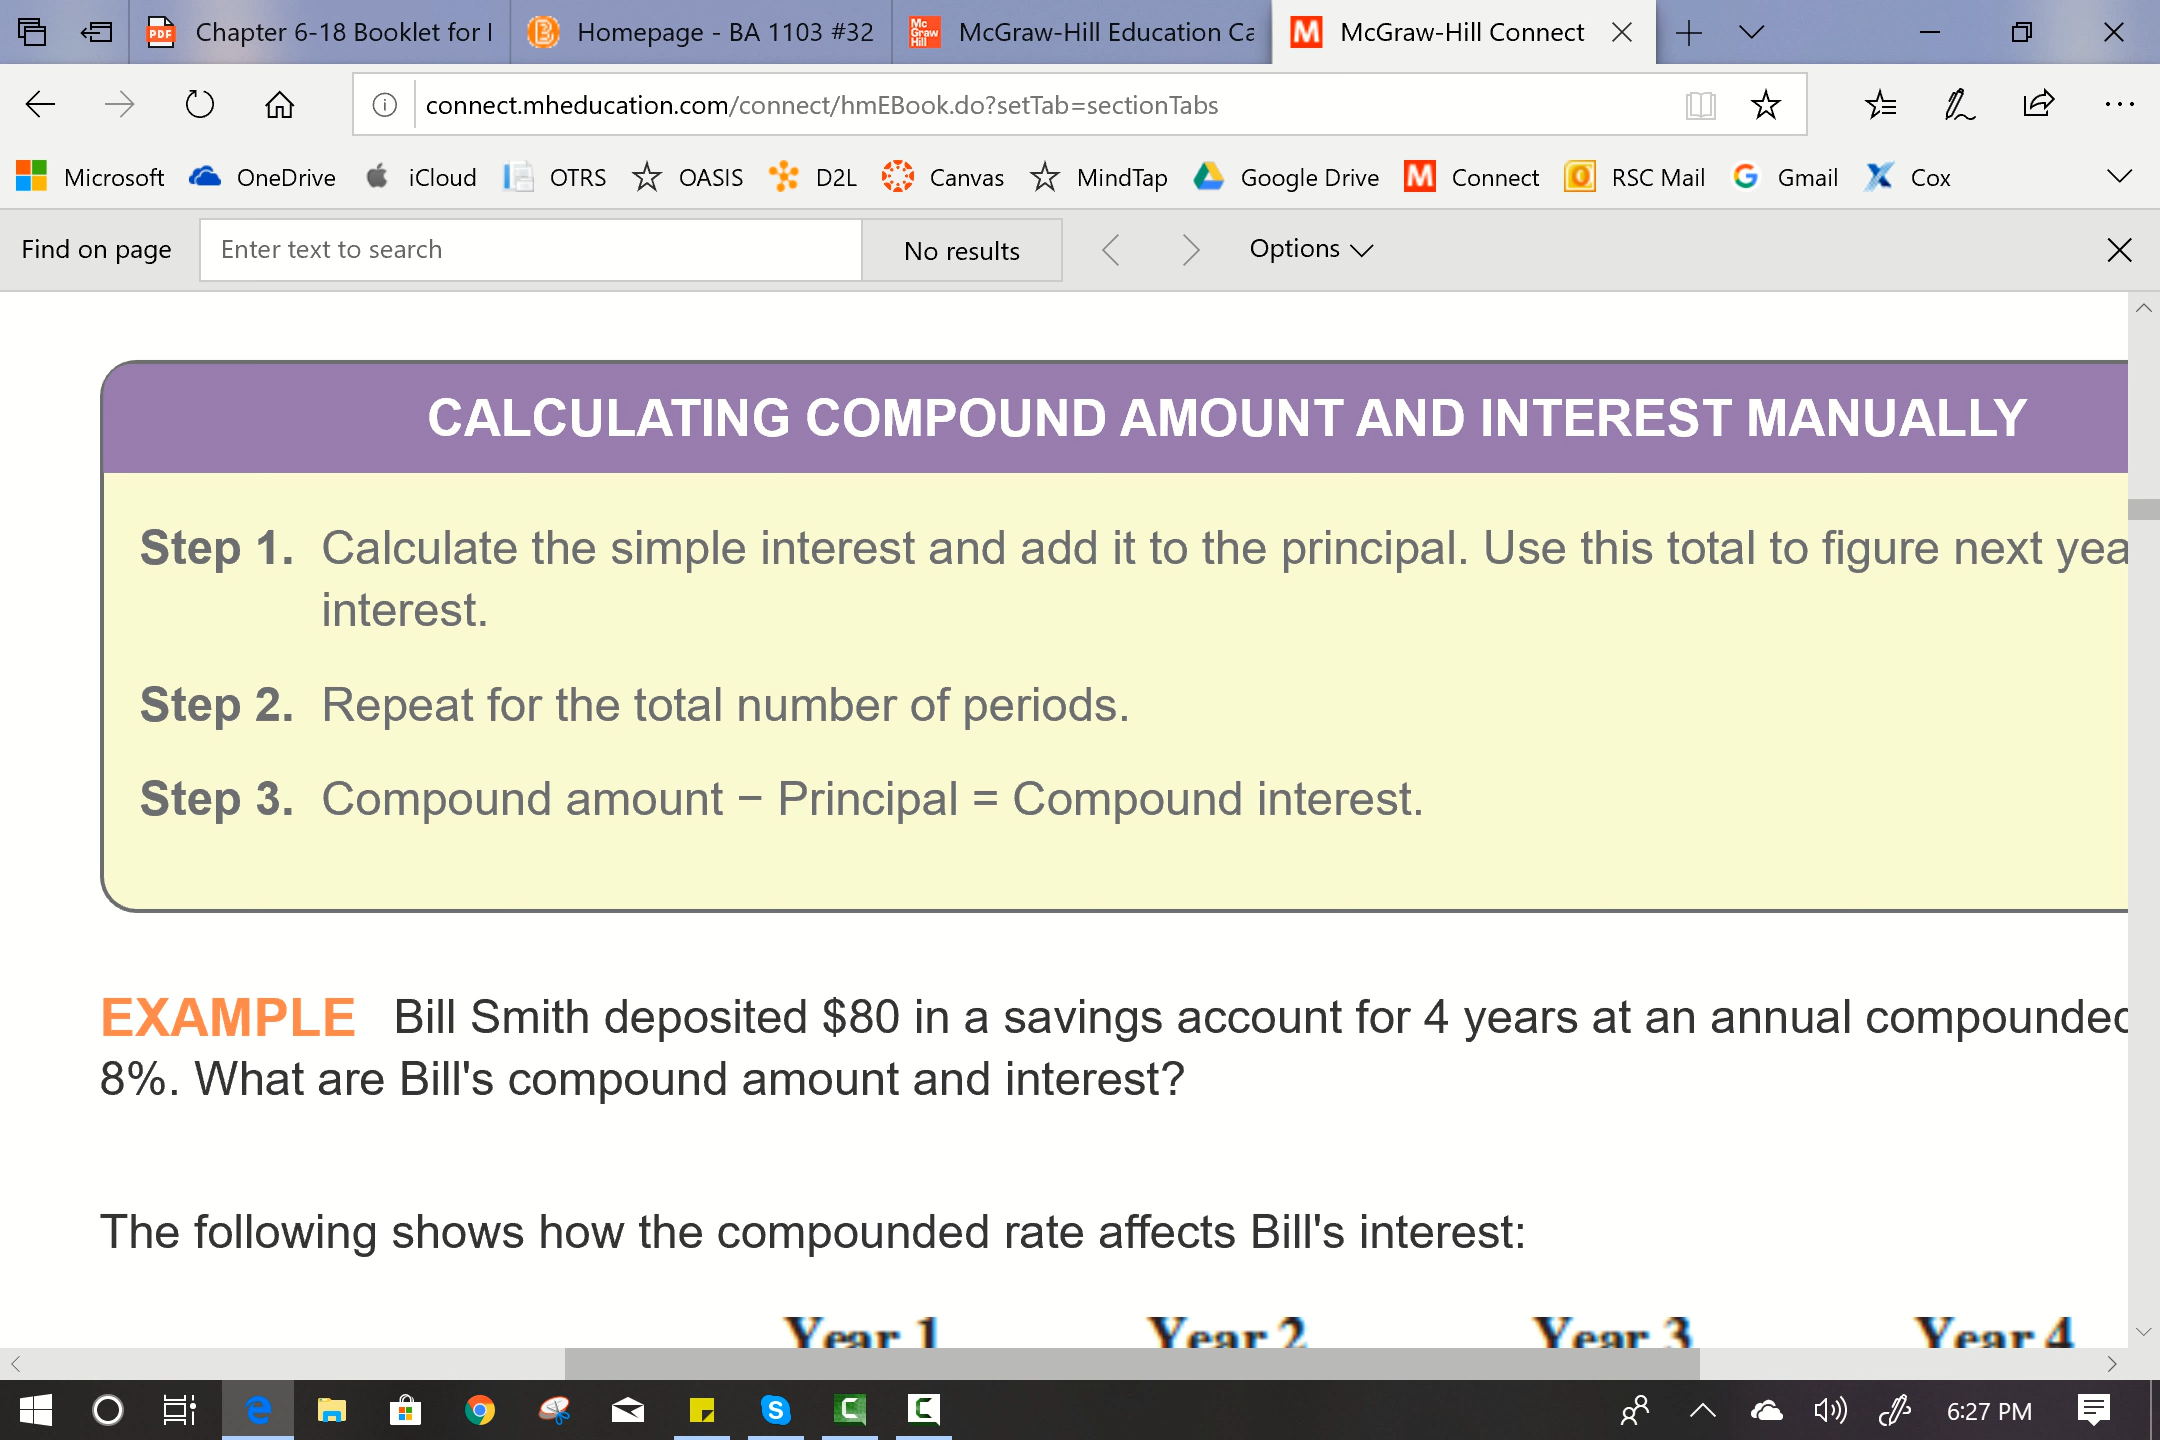 Chapter 6-18 Booklet for I
Homepage - BA 1103 #32
McGraw-Hill Education Ca
McGraw-Hill Connect
connect.mheducation.com/connect/hmEBook.do?setTab=sectionTabs
Microsoft OneDrive iCloud OTRS OASIS D2L Canvas MindTap Google Drive Connect RSC Mail Gmail Cox
Find on page Enter text to search No results Options
CALCULATING COMPOUND AMOUNT AND INTEREST MANUALLY
Step 1. Calculate the simple interest and add it to the principal. Use this total to figure next yea
interest.
Step 2. Repeat for the total number of periods.
Step 3. Compound amount − Principal = Compound interest.
EXAMPLE Bill Smith deposited $80 in a savings account for 4 years at an annual compounded
8%. What are Bill's compound amount and interest?
The following shows how the compounded rate affects Bill's interest:
Year 1 Year 2 Year 3 Year 4
6:27 PM